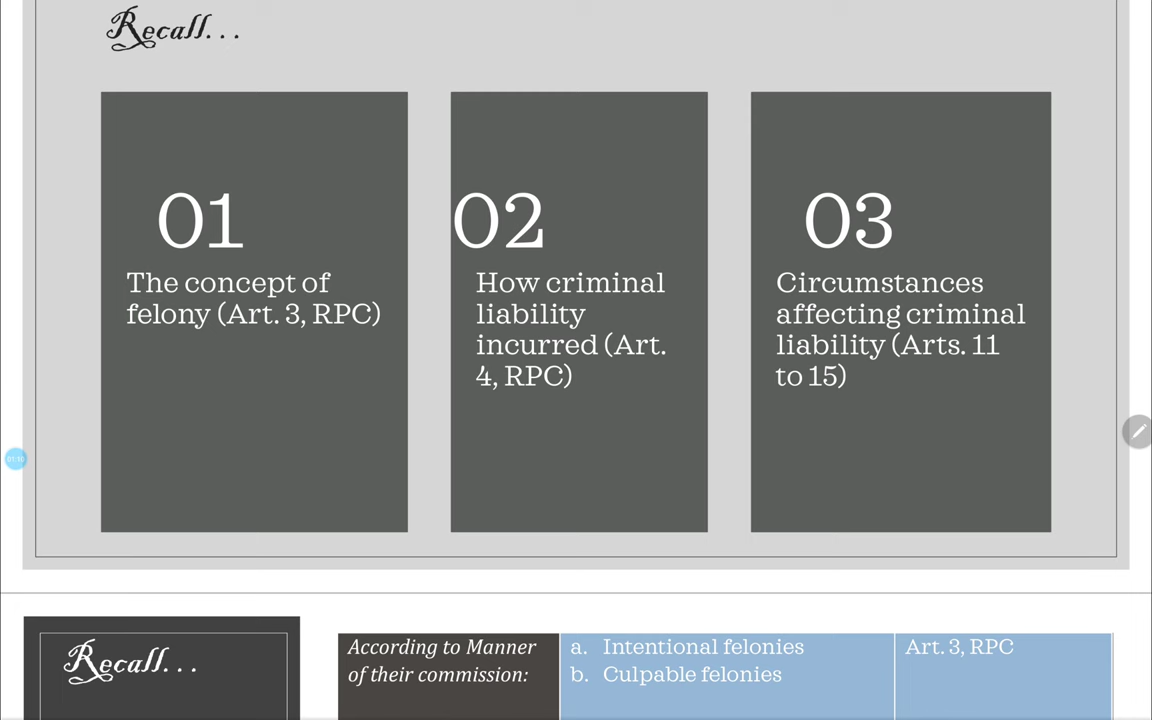 Recall...
01
The concept of
felony (Art. 3, RPC)
02
How criminal
liability
incurred (Art.
4, RPC)
03
Circumstances
affecting criminal
liability (Arts. 11
to 15)
01:10
Recall...
According to Manner
of their commission:
a. Intentional felonies
b. Culpable felonies
Art. 3, RPC